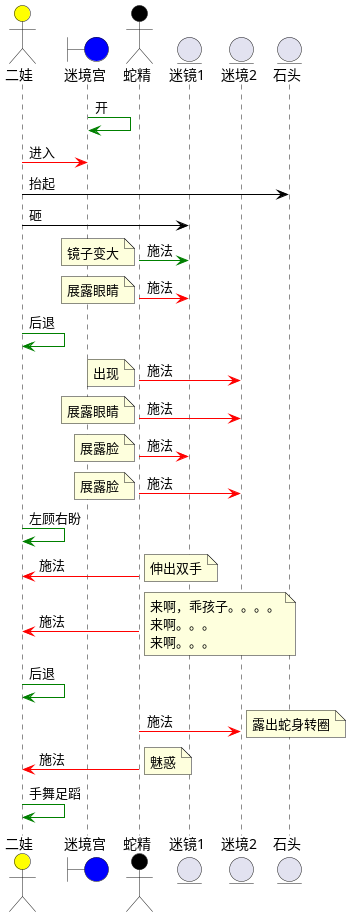 二娃 迷境宫 蛇精 迷镜1 迷境2 石头
开
进入
抬起
砸
镜子变大 施法
展露眼睛 施法
后退
出现 施法
展露眼睛 施法
展露脸 施法
展露脸 施法
左顾右盼
施法 伸出双手
施法 来啊，乖孩子。。。。
来啊。。。
来啊。。。
后退
施法 露出蛇身转圈
施法 魅惑
手舞足蹈
二娃 迷境宫 蛇精 迷镜1 迷境2 石头